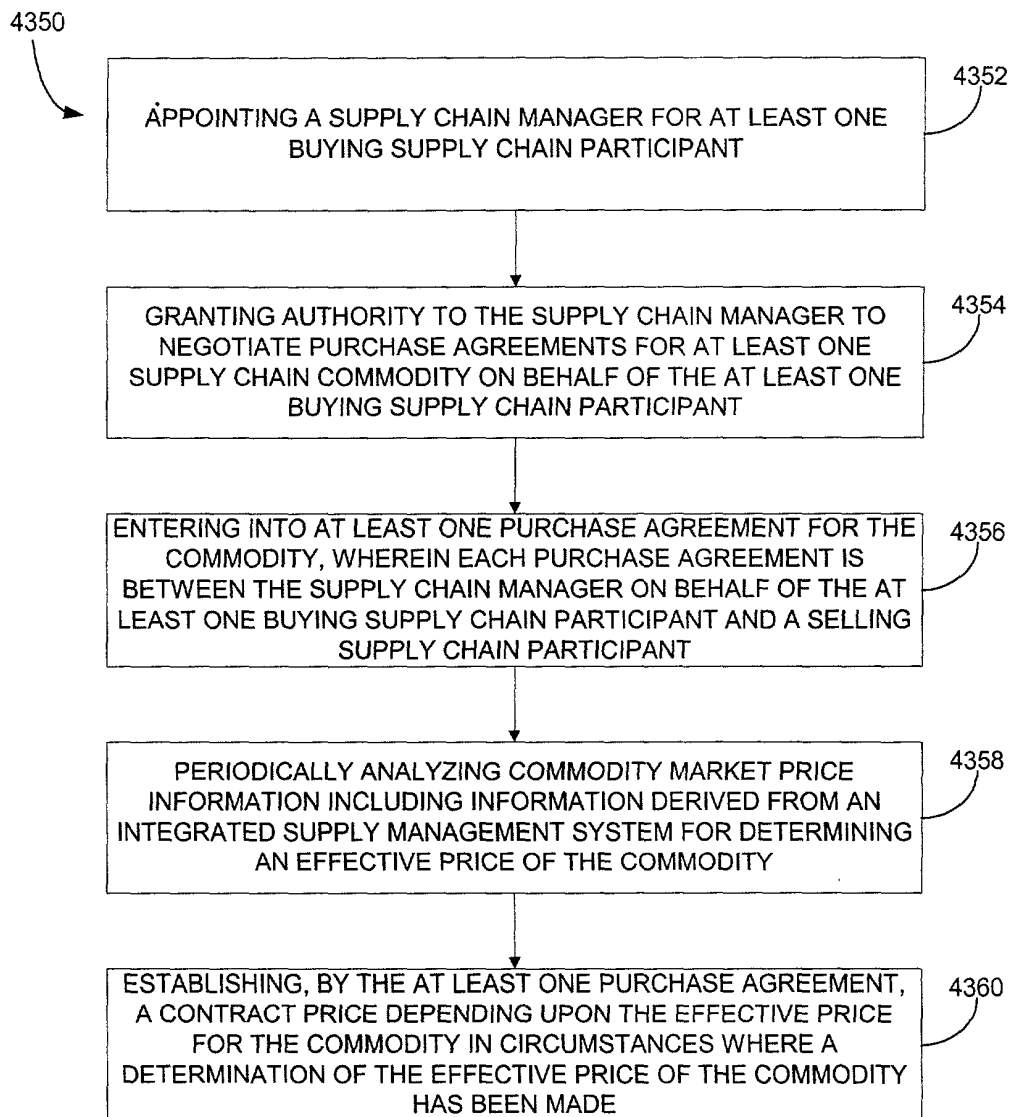 4350
4352
APPOINTING A SUPPLY CHAIN MANAGER FOR AT LEAST ONE
BUYING SUPPLY CHAIN PARTICIPANT
4354
GRANTING AUTHORITY TO THE SUPPLY CHAIN MANAGER TO
NEGOTIATE PURCHASE AGREEMENTS FOR AT LEAST ONE
SUPPLY CHAIN COMMODITY ON BEHALF OF THE AT LEAST ONE
BUYING SUPPLY CHAIN PARTICIPANT
4356
ENTERING INTO AT LEAST ONE PURCHASE AGREEMENT FOR THE
COMMODITY, WHEREIN EACH PURCHASE AGREEMENT IS
BETWEEN THE SUPPLY CHAIN MANAGER ON BEHALF OF THE AT
LEAST ONE BUYING SUPPLY CHAIN PARTICIPANT AND A SELLING
SUPPLY CHAIN PARTICIPANT
4358
PERIODICALLY ANALYZING COMMODITY MARKET PRICE
INFORMATION INCLUDING INFORMATION DERIVED FROM AN
INTEGRATED SUPPLY MANAGEMENT SYSTEM FOR DETERMINING
AN EFFECTIVE PRICE OF THE COMMODITY
4360
ESTABLISHING, BY THE AT LEAST ONE PURCHASE AGREEMENT,
A CONTRACT PRICE DEPENDING UPON THE EFFECTIVE PRICE
FOR THE COMMODITY IN CIRCUMSTANCES WHERE A
DETERMINATION OF THE EFFECTIVE PRICE OF THE COMMODITY
HAS BEEN MADE